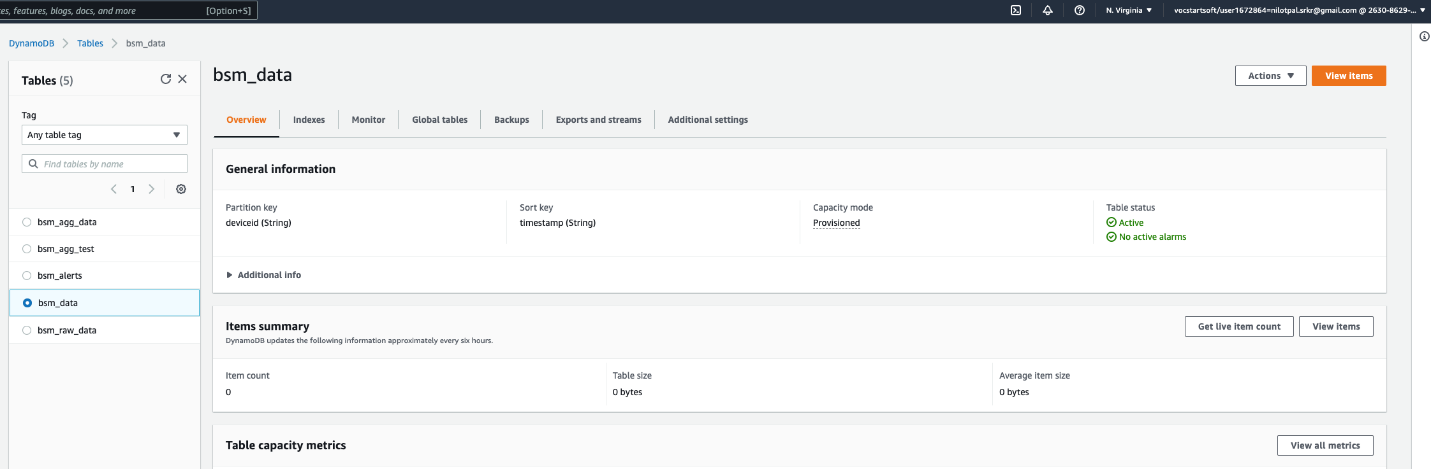 es, features, blogs, docs, and more [Option+S] N. Virginia ▼ vocstartsoft/user1672864=nilotpal.srkr@gmail.com @ 2630-8629-... ▼
DynamoDB > Tables > bsm_data
Tables (5)
bsm_data
Actions ▼ View items
Tag
Any table tag
Overview Indexes Monitor Global tables Backups Exports and streams Additional settings
Find tables by name
1
General information
Partition key Sort key Capacity mode Table status
deviceid (String) timestamp (String) Provisioned Active
No active alarms
bsm_agg_data
bsm_agg_test
bsm_alerts
bsm_data
bsm_raw_data
Additional info
Items summary
Get live item count View items
DynamoDB updates the following information approximately every six hours.
Item count Table size Average item size
0 0 bytes 0 bytes
Table capacity metrics
View all metrics